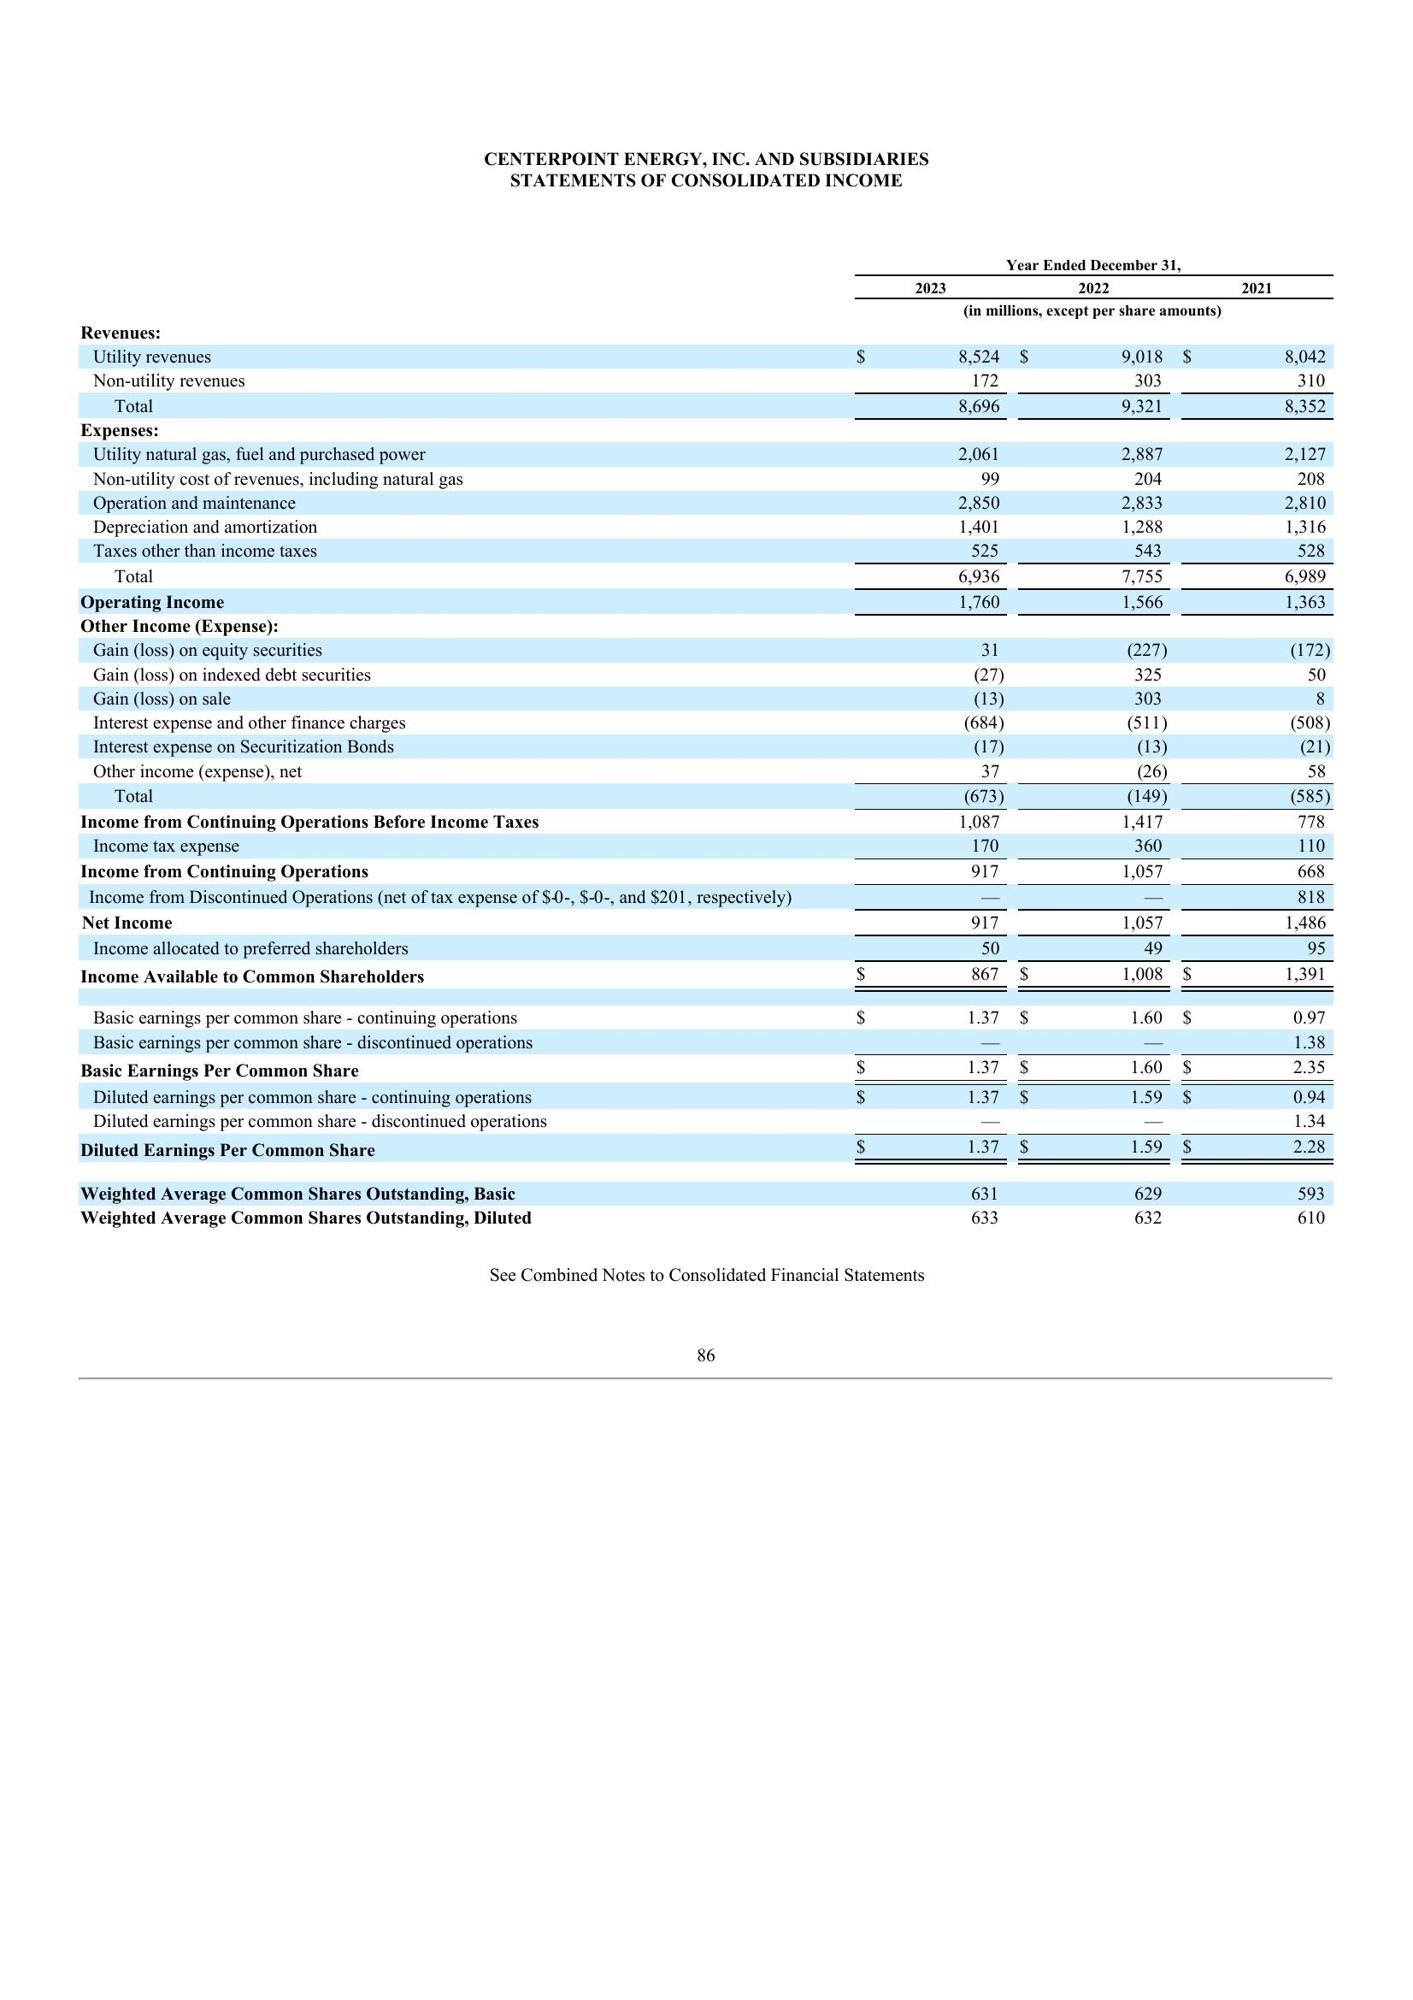 CENTERPOINT ENERGY, INC. AND SUBSIDIARIES
STATEMENTS OF CONSOLIDATED INCOME
Year Ended December 31,
2023 2022 2021
(in millions, except per share amounts)
Revenues:
Utility revenues $ 8,524 $ 9,018 $ 8,042
Non-utility revenues 172 303 310
Total 8,696 9,321 8,352
Expenses:
Utility natural gas, fuel and purchased power 2,061 2,887 2,127
Non-utility cost of revenues, including natural gas 99 204 208
Operation and maintenance 2,850 2,833 2,810
Depreciation and amortization 1,401 1,288 1,316
Taxes other than income taxes 525 543 528
Total 6,936 7,755 6,989
Operating Income 1,760 1,566 1,363
Other Income (Expense):
Gain (loss) on equity securities 31 (227) (172)
Gain (loss) on indexed debt securities (27) 325 50
Gain (loss) on sale (13) 303 8
Interest expense and other finance charges (684) (511) (508)
Interest expense on Securitization Bonds (17) (13) (21)
Other income (expense), net 37 (26) 58
Total (673) (149) (585)
Income from Continuing Operations Before Income Taxes 1,087 1,417 778
Income tax expense 170 360 110
Income from Continuing Operations 917 1,057 668
Income from Discontinued Operations (net of tax expense of $-0-, $-0-, and $201, respectively) — — 818
Net Income 917 1,057 1,486
Income allocated to preferred shareholders 50 49 95
Income Available to Common Shareholders $ 867 $ 1,008 $ 1,391
Basic earnings per common share - continuing operations $ 1.37 $ 1.60 $ 0.97
Basic earnings per common share - discontinued operations — — 1.38
Basic Earnings Per Common Share $ 1.37 $ 1.60 $ 2.35
Diluted earnings per common share - continuing operations $ 1.37 $ 1.59 $ 0.94
Diluted earnings per common share - discontinued operations — — 1.34
Diluted Earnings Per Common Share $ 1.37 $ 1.59 $ 2.28
Weighted Average Common Shares Outstanding, Basic 631 629 593
Weighted Average Common Shares Outstanding, Diluted 633 632 610
See Combined Notes to Consolidated Financial Statements
86